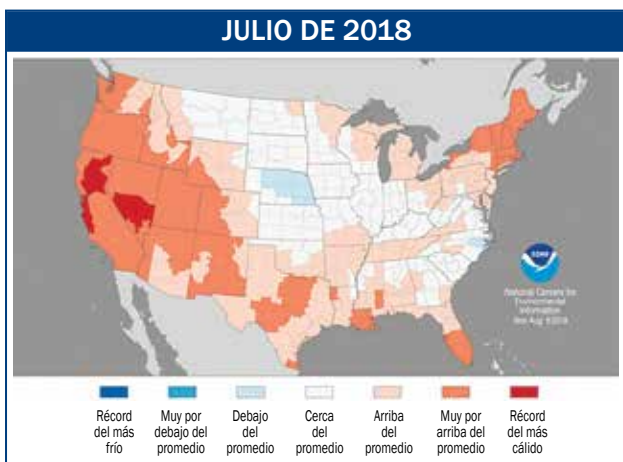 JULIO DE 2018
National Centers for
Environmental
Information
Récord
del más
frío
Muy por
debajo del
promedio
Debajo
del
promedio
Cerca
del
promedio
Arriba
del
promedio
Muy por
arriba del
promedio
Récord
del más
cálido